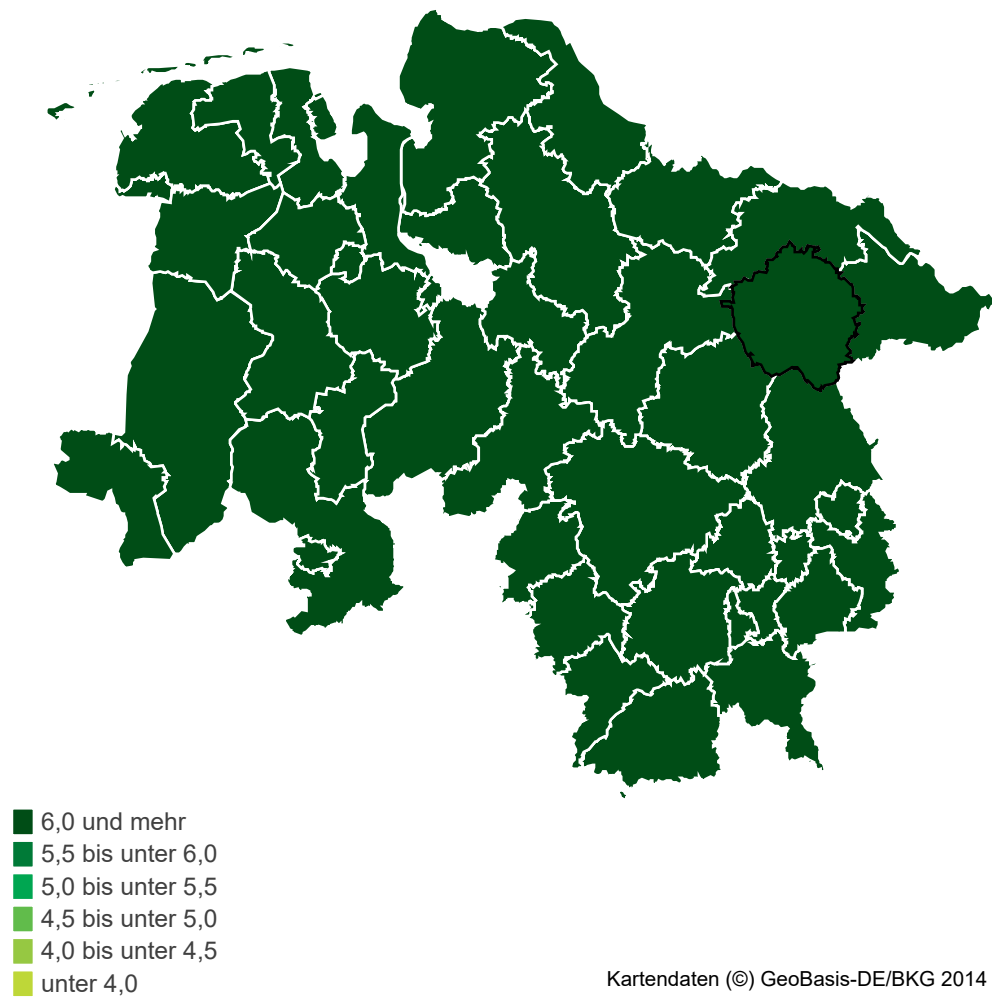 6,0 und mehr
5,5 bis unter 6,0
5,0 bis unter 5,5
4,5 bis unter 5,0
4,0 bis unter 4,5
unter 4,0
Kartendaten (©) GeoBasis-DE/BKG 2014